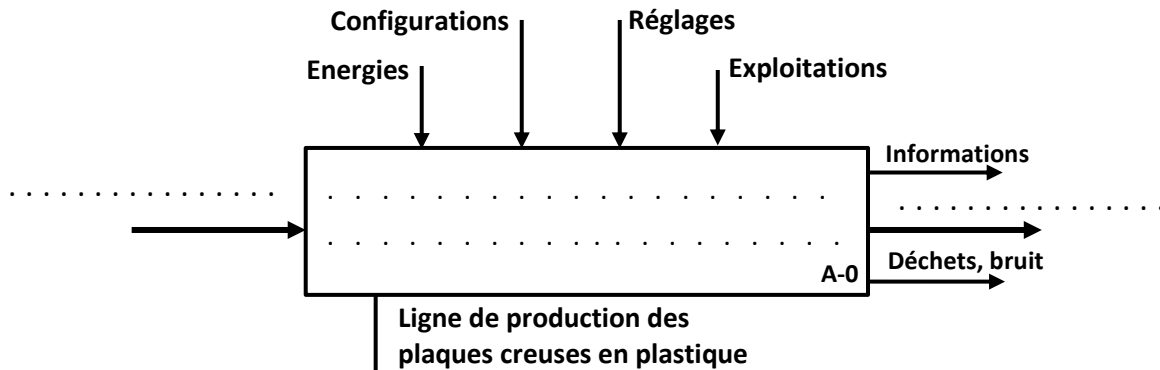 Configurations
Réglages
Energies
Exploitations
Informations
. . . . . . . . . . . . . . .
. . . . . . . . . . . . . . . . . . .
. . . . . . . . . . . . . . .
. . . . . . . . . . . . . . . . . . . .
Déchets, bruit
A-0
Ligne de production des
plaques creuses en plastique